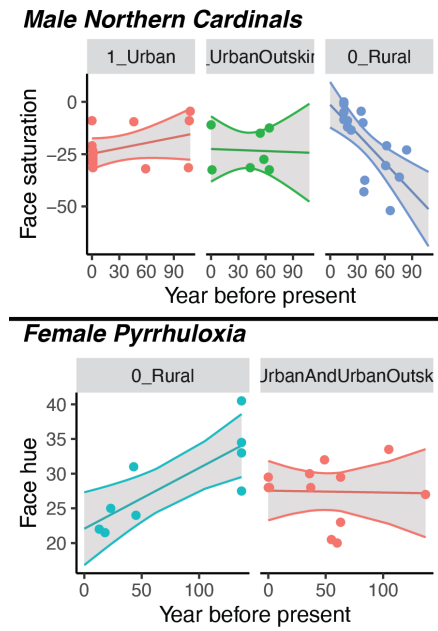 Male Northern Cardinals
1_Urban
_UrbanOutskir
0_Rural
Face saturation
0
−25
−50
0 30 60 90 0 30 60 90 0 30 60 90
Year before present
Female Pyrrhuloxia
0_Rural
UrbanAndUrbanOutsk
Face hue
40
35
30
25
20
0 50 100 0 50 100
Year before present